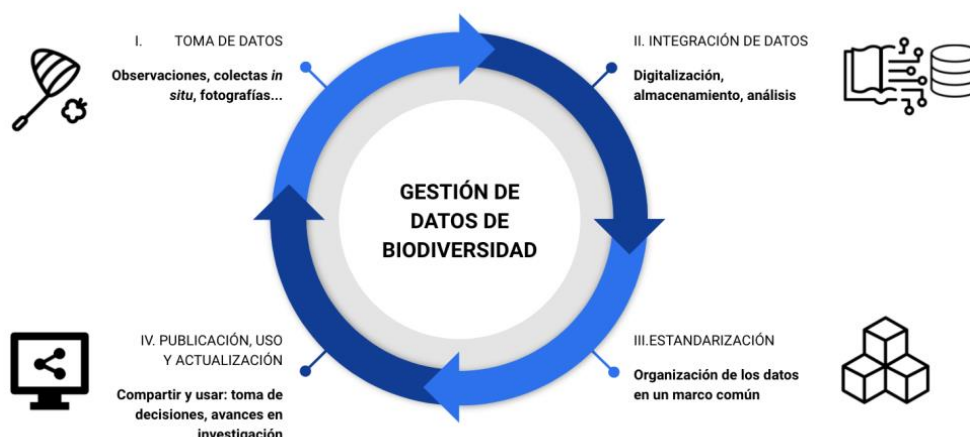 I. TOMA DE DATOS
Observaciones, colectas in
situ, fotografías...
II. INTEGRACIÓN DE DATOS
Digitalización,
almacenamiento, análisis
GESTIÓN DE
DATOS DE
BIODIVERSIDAD
III.ESTANDARIZACIÓN
Organización de los datos
en un marco común
IV. PUBLICACIÓN, USO
Y ACTUALIZACIÓN
Compartir y usar: toma de
decisiones, avances en
investigación